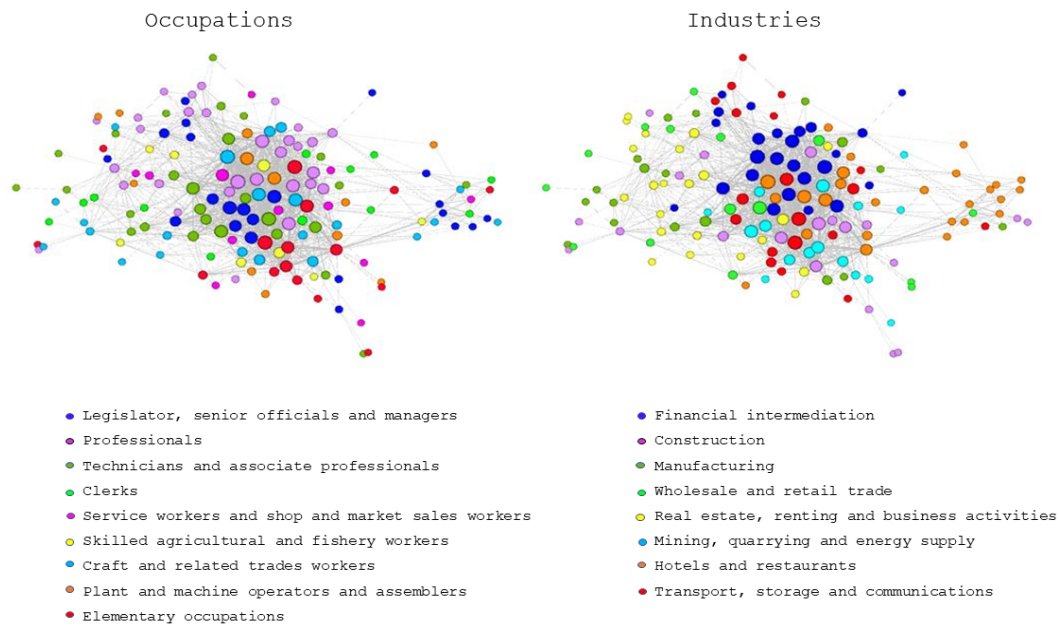 Occupations
Industries
Legislator, senior officials and managers
Professionals
Technicians and associate professionals
Clerks
Service workers and shop and market sales workers
Skilled agricultural and fishery workers
Craft and related trades workers
Plant and machine operators and assemblers
Elementary occupations
Financial intermediation
Construction
Manufacturing
Wholesale and retail trade
Real estate, renting and business activities
Mining, quarrying and energy supply
Hotels and restaurants
Transport, storage and communications